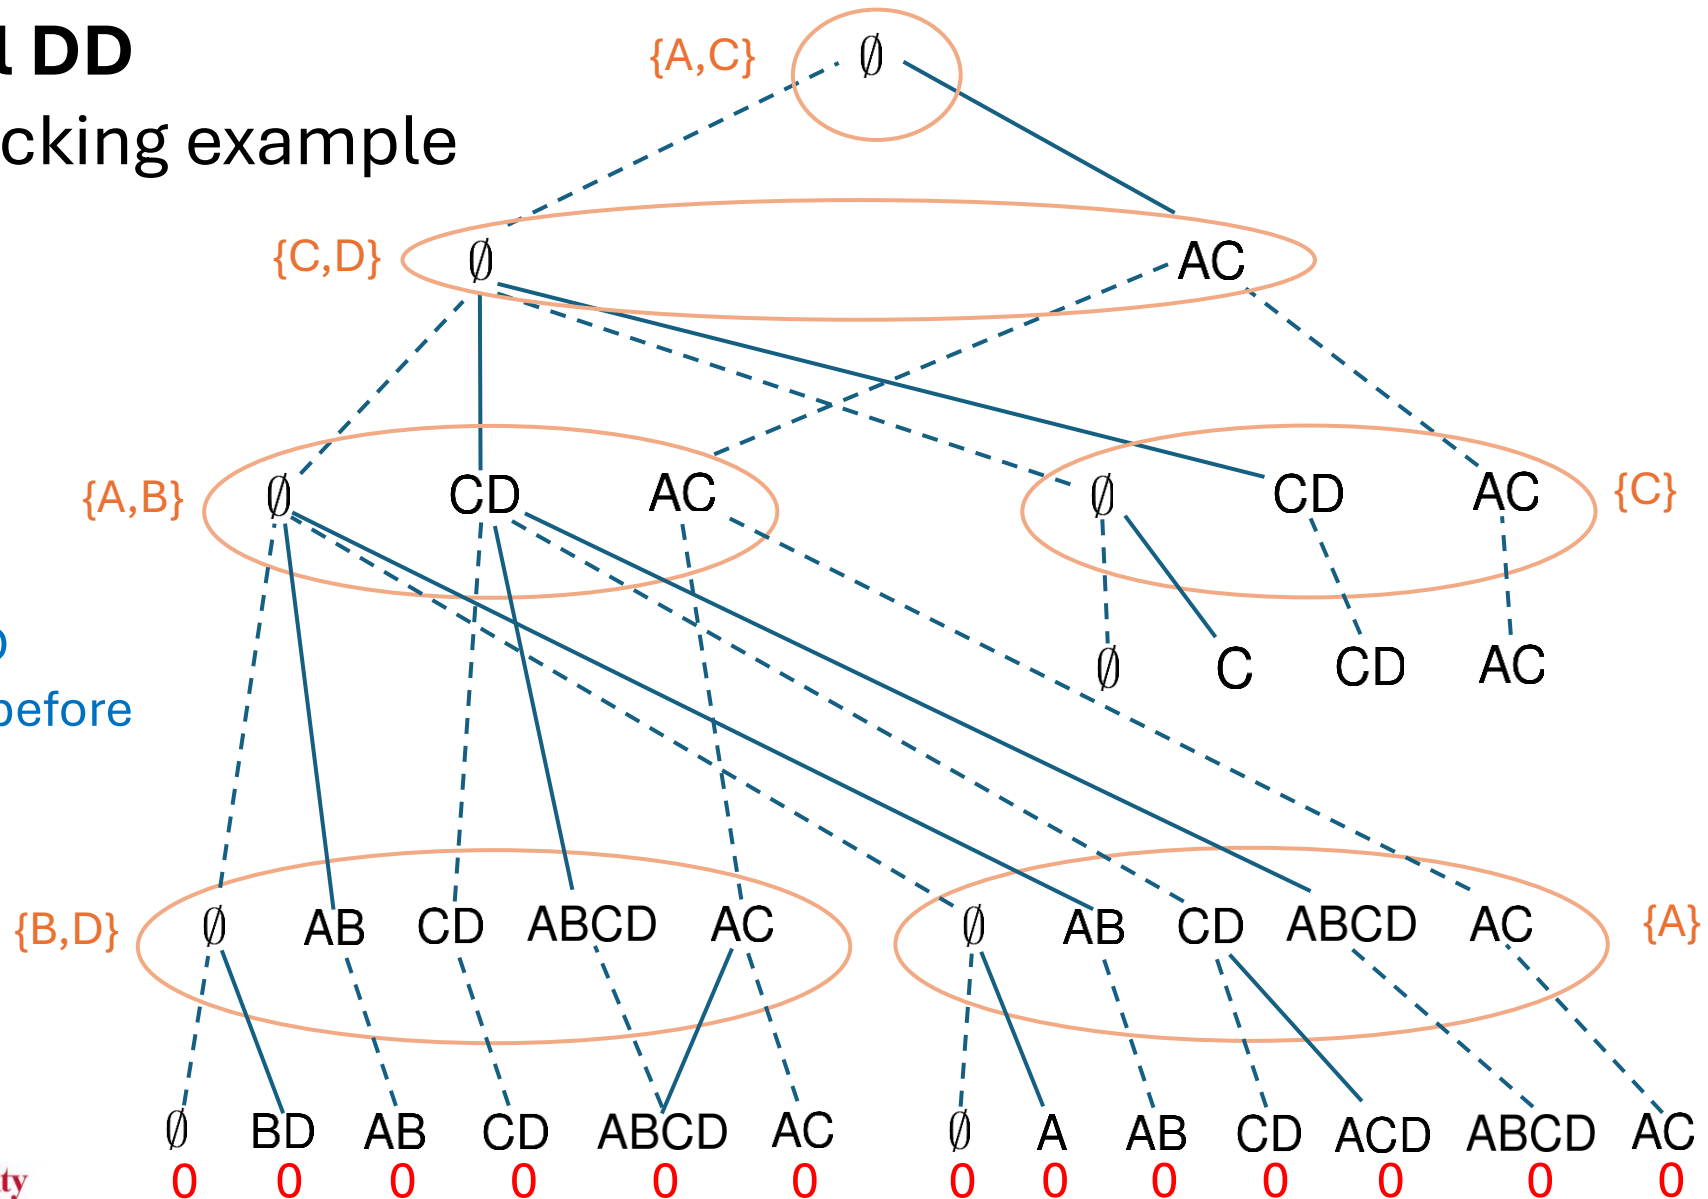 l DD
{A,C} ∅
cking example
{C,D} ∅ AC
{A,B} ∅ CD AC ∅ CD AC {C}
∅ C CD AC
before
{B,D} ∅ AB CD ABCD AC ∅ AB CD ABCD AC {A}
∅ BD AB CD ABCD AC ∅ A AB CD ACD ABCD AC
0 0 0 0 0 0 0 0 0 0 0 0 0
ty